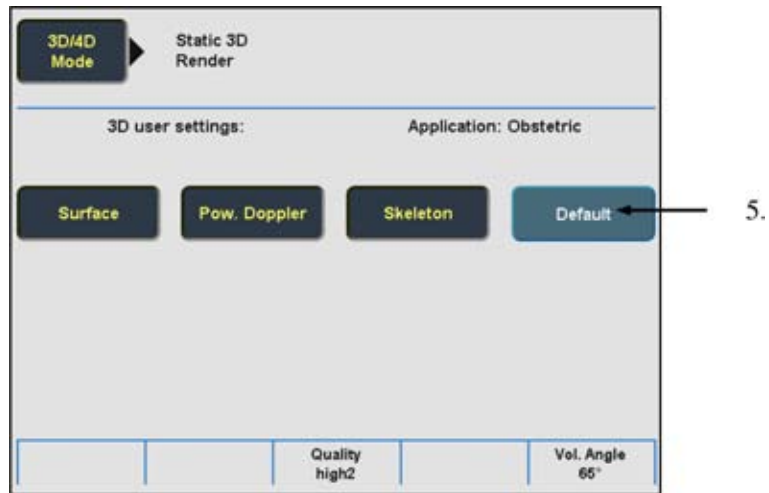 3D/4D
Mode
Static 3D
Render
3D user settings:
Application: Obstetric
Surface
Pow. Doppler
Skeleton
Default
5.
Quality
high2
Vol. Angle
65°